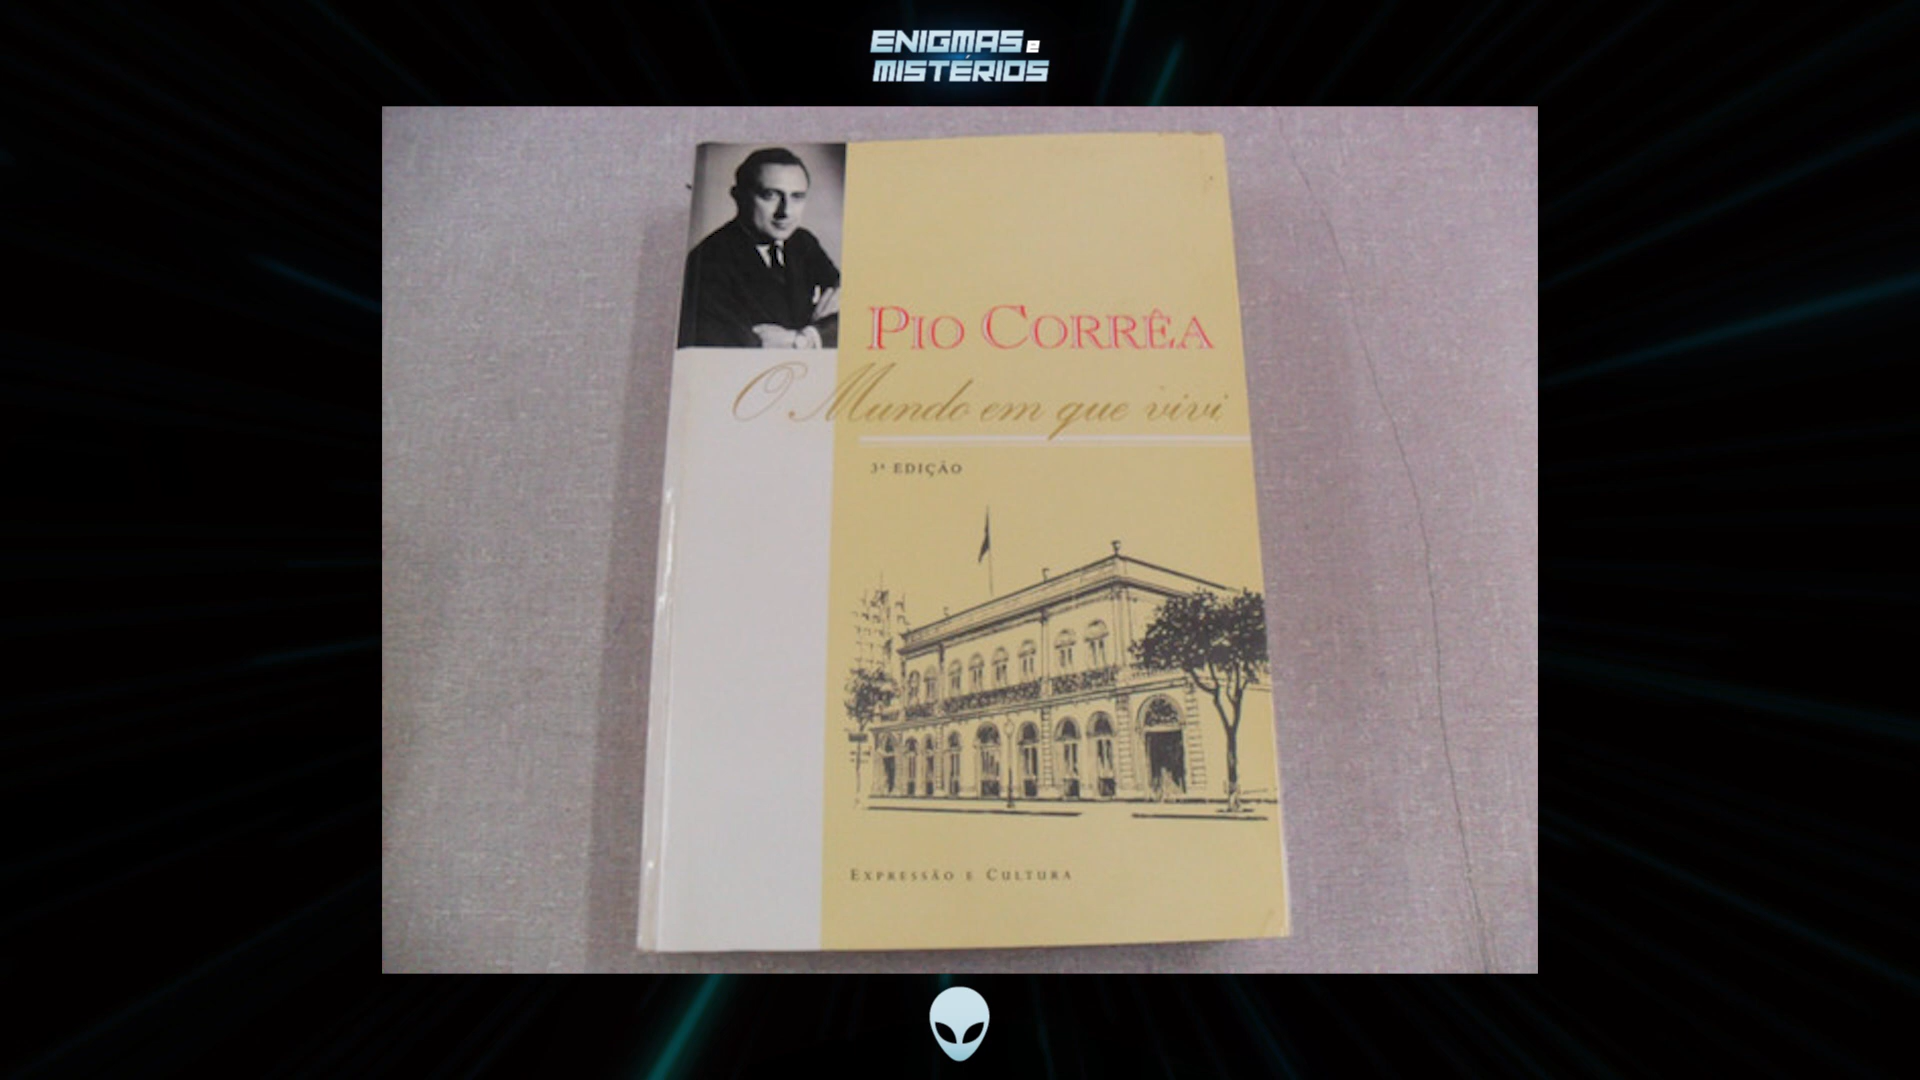 ENIGMAS e
MISTÉRIOS
PIO CORRÊA
O Mundo em que vivi
3ª EDIÇÃO
EXPRESSÃO E CULTURA